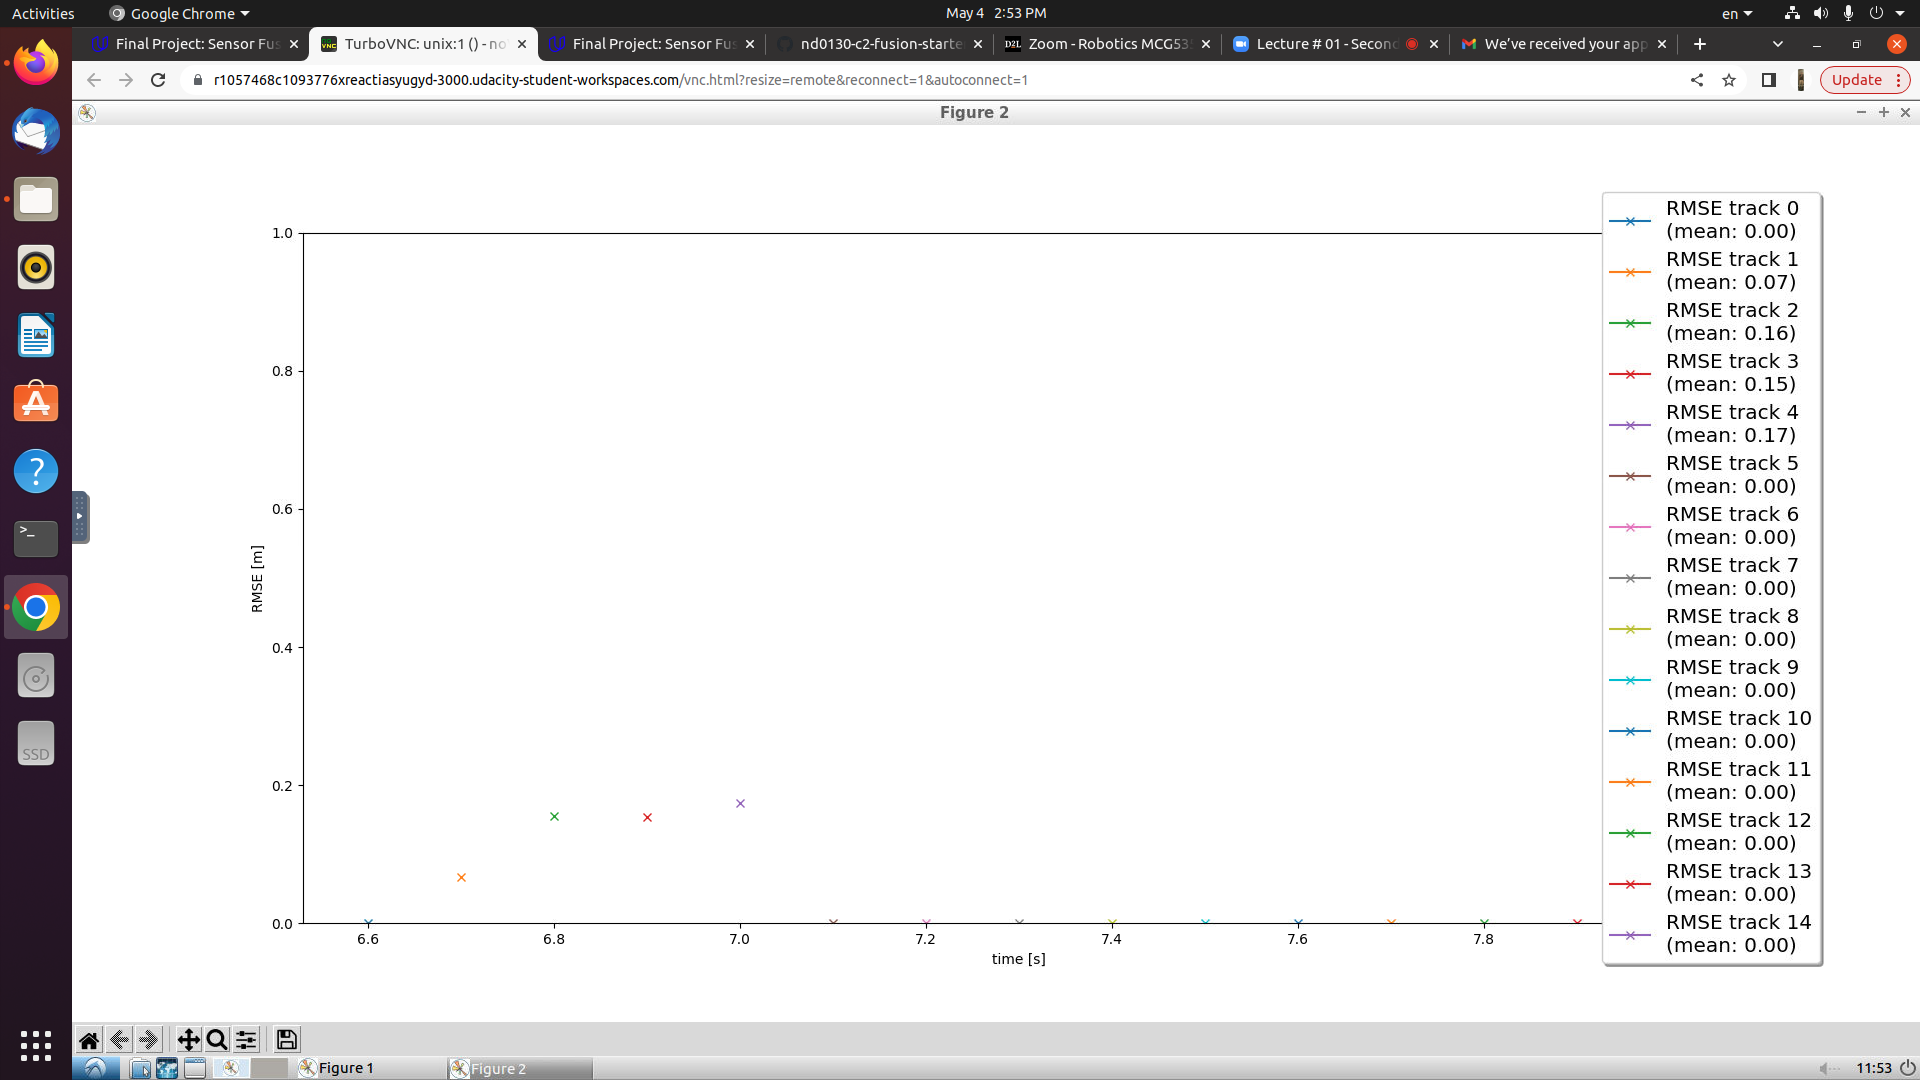 Activities
Google Chrome
May 4 2:53 PM
en
Final Project: Sensor Fus
TurboVNC: unix:1 () - no
Final Project: Sensor Fus
nd0130-c2-fusion-starte
D2L
Zoom - Robotics MCG53
Lecture # 01 - Second
We've received your app
r1057468c1093776xreactiasyugyd-3000.udacity-student-workspaces.com/vnc.html?resize=remote&reconnect=1&autoconnect=1
Update
Figure 2
1.0
0.8
0.6
0.4
0.2
0.0
RMSE [m]
6.6
6.8
7.0
7.2
7.4
7.6
7.8
time [s]
RMSE track 0
(mean: 0.00)
RMSE track 1
(mean: 0.07)
RMSE track 2
(mean: 0.16)
RMSE track 3
(mean: 0.15)
RMSE track 4
(mean: 0.17)
RMSE track 5
(mean: 0.00)
RMSE track 6
(mean: 0.00)
RMSE track 7
(mean: 0.00)
RMSE track 8
(mean: 0.00)
RMSE track 9
(mean: 0.00)
RMSE track 10
(mean: 0.00)
RMSE track 11
(mean: 0.00)
RMSE track 12
(mean: 0.00)
RMSE track 13
(mean: 0.00)
RMSE track 14
(mean: 0.00)
SSD
Figure 1
Figure 2
11:53